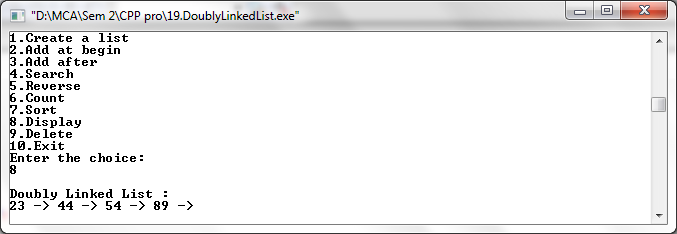 "D:\MCA\Sem 2\CPP pro\19.DoublyLinkedList.exe"
1.Create a list
2.Add at begin
3.Add after
4.Search
5.Reverse
6.Count
7.Sort
8.Display
9.Delete
10.Exit
Enter the choice:
8
Doubly Linked List :
23 -> 44 -> 54 -> 89 ->